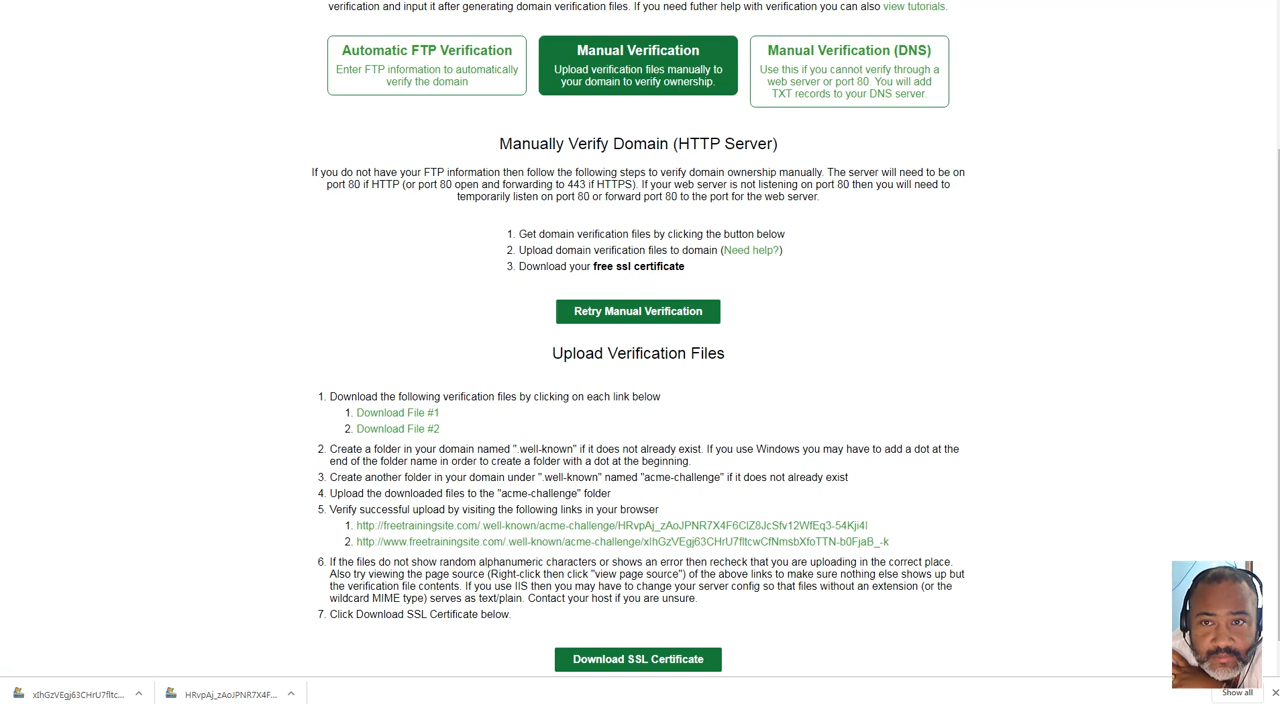 verification and input it after generating domain verification files. If you need futher help with verification you can also view tutorials.
Automatic FTP Verification
Enter FTP information to automatically
verify the domain
Manual Verification
Upload verification files manually to
your domain to verify ownership.
Manual Verification (DNS)
Use this if you cannot verify through a
web server or port 80. You will add
TXT records to your DNS server.
Manually Verify Domain (HTTP Server)
If you do not have your FTP information then follow the following steps to verify domain ownership manually. The server will need to be on
port 80 if HTTP (or port 80 open and forwarding to 443 if HTTPS). If your web server is not listening on port 80 then you will need to
temporarily listen on port 80 or forward port 80 to the port for the web server.
1. Get domain verification files by clicking the button below
2. Upload domain verification files to domain (Need help?)
3. Download your free ssl certificate
Retry Manual Verification
Upload Verification Files
1. Download the following verification files by clicking on each link below
1. Download File #1
2. Download File #2
2. Create a folder in your domain named ".well-known" if it does not already exist. If you use Windows you may have to add a dot at the
end of the folder name in order to create a folder with a dot at the beginning.
3. Create another folder in your domain under ".well-known" named "acme-challenge" if it does not already exist
4. Upload the downloaded files to the "acme-challenge" folder
5. Verify successful upload by visiting the following links in your browser
1. http://freetrainingsite.com/.well-known/acme-challenge/HRvpAj_zAoJPNR7X4F6ClZ8JcSfv12WfEq3-54Kji4I
2. http://www.freetrainingsite.com/.well-known/acme-challenge/xIhGzVEgj63CHrU7fltcwCfNmsbXfoTTN-b0FjaB_-k
6. If the files do not show random alphanumeric characters or shows an error then recheck that you are uploading in the correct place.
Also try viewing the page source (Right-click then click "view page source") of the above links to make sure nothing else shows up but
the verification file contents. If you use IIS then you may have to change your server config so that files without an extension (or the
wildcard MIME type) serves as text/plain. Contact your host if you are unsure.
7. Click Download SSL Certificate below.
Download SSL Certificate
xIhGzVEgj63CHrU7fltc...
HRvpAj_zAoJPNR7X4F...
Show all